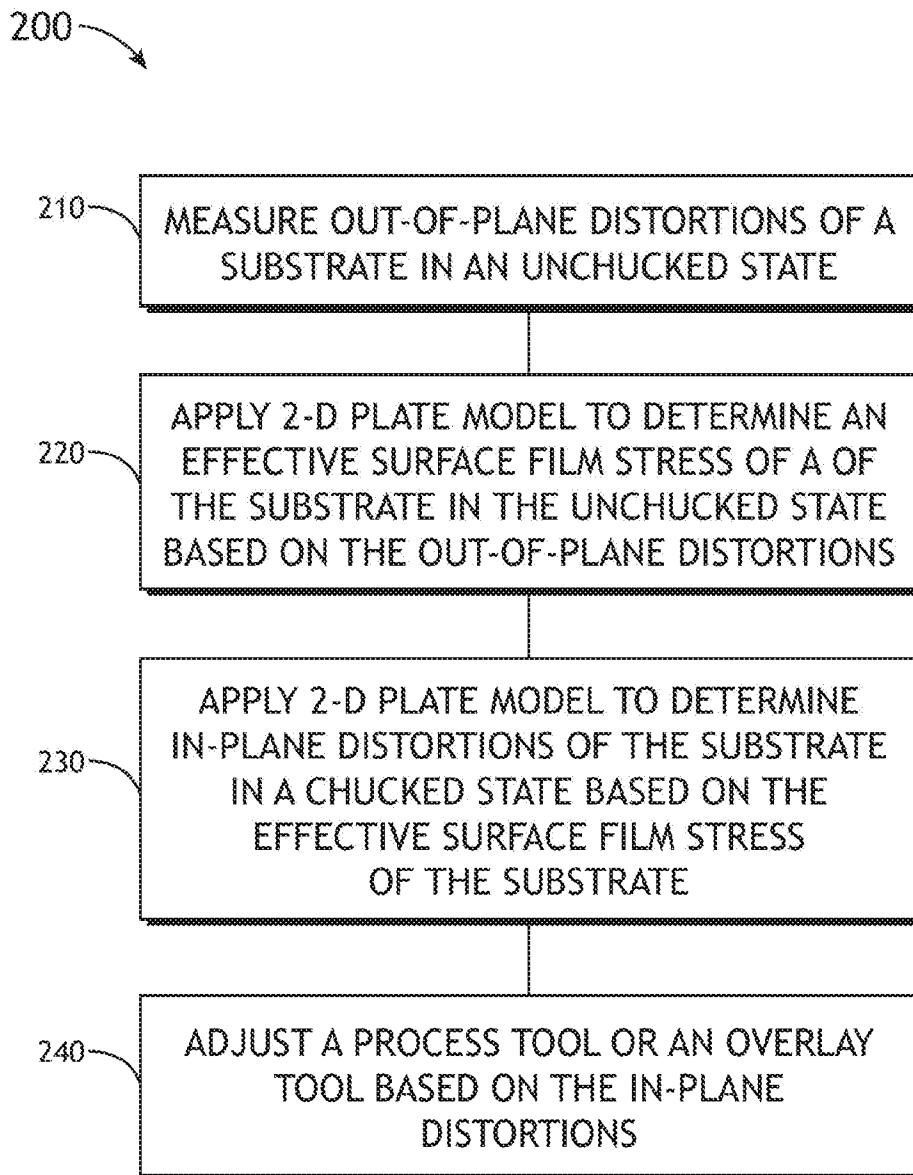 200
210
MEASURE OUT-OF-PLANE DISTORTIONS OF A
SUBSTRATE IN AN UNCHUCKED STATE
220
APPLY 2-D PLATE MODEL TO DETERMINE AN
EFFECTIVE SURFACE FILM STRESS OF A OF
THE SUBSTRATE IN THE UNCHUCKED STATE
BASED ON THE OUT-OF-PLANE DISTORTIONS
230
APPLY 2-D PLATE MODEL TO DETERMINE
IN-PLANE DISTORTIONS OF THE SUBSTRATE
IN A CHUCKED STATE BASED ON THE
EFFECTIVE SURFACE FILM STRESS
OF THE SUBSTRATE
240
ADJUST A PROCESS TOOL OR AN OVERLAY
TOOL BASED ON THE IN-PLANE
DISTORTIONS